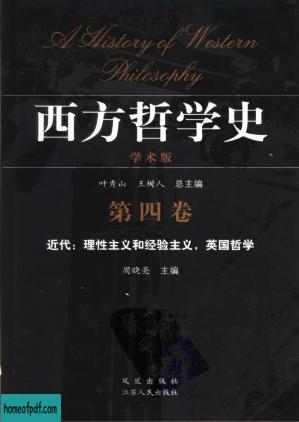 A History of Western
Philosophy
西方哲学史
学术版
叶秀山 王树人 总主编
第四卷
近代：理性主义和经验主义，英国哲学
周晓亮 主编
凤凰出版社
江苏人民出版社
homeofpdf.com